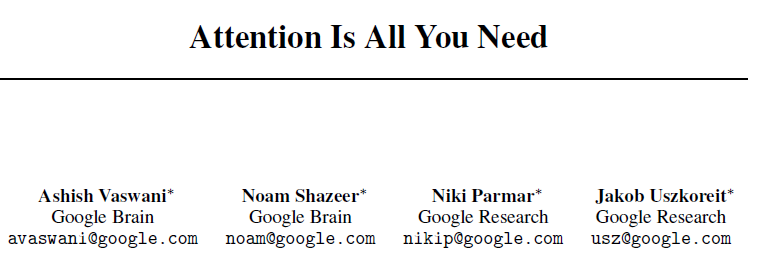 Attention Is All You Need
Ashish Vaswani* Noam Shazeer* Niki Parmar* Jakob Uszkoreit*
Google Brain Google Brain Google Research Google Research
avaswani@google.com noam@google.com nikip@google.com usz@google.com